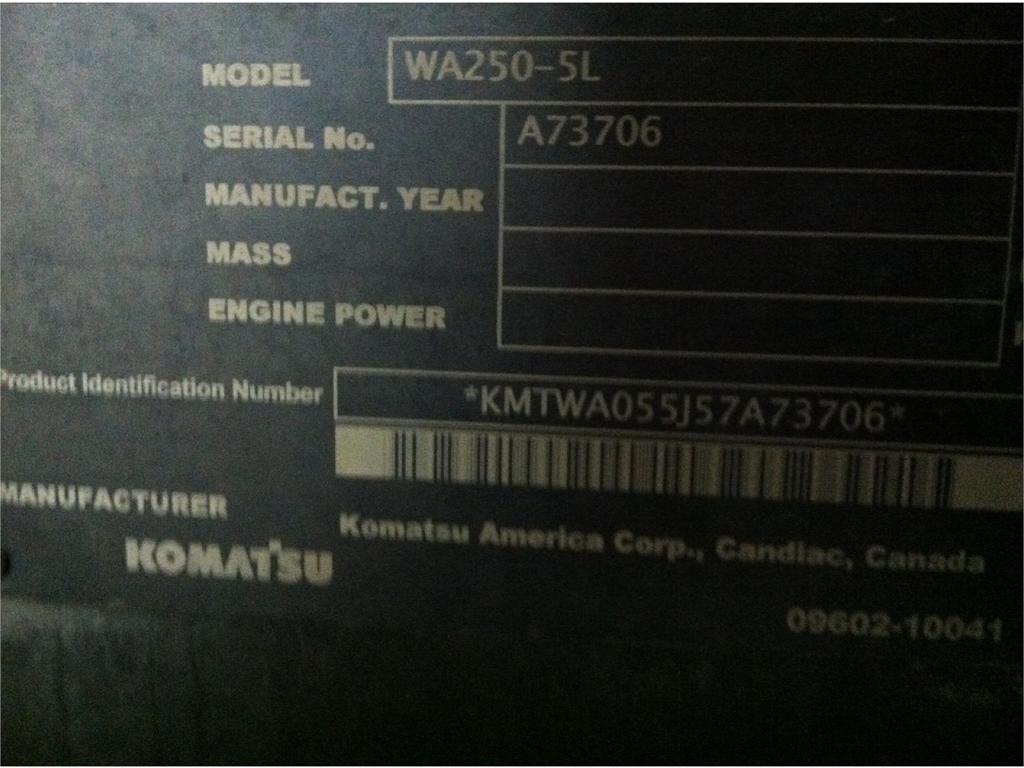 MODEL WA250-5L
SERIAL No. A73706
MANUFACT. YEAR
MASS
ENGINE POWER
Product Identification Number *KMTWA055J57A73706*
MANUFACTURER
Komatsu America Corp., Candiac, Canada
KOMATSU
09602-10041